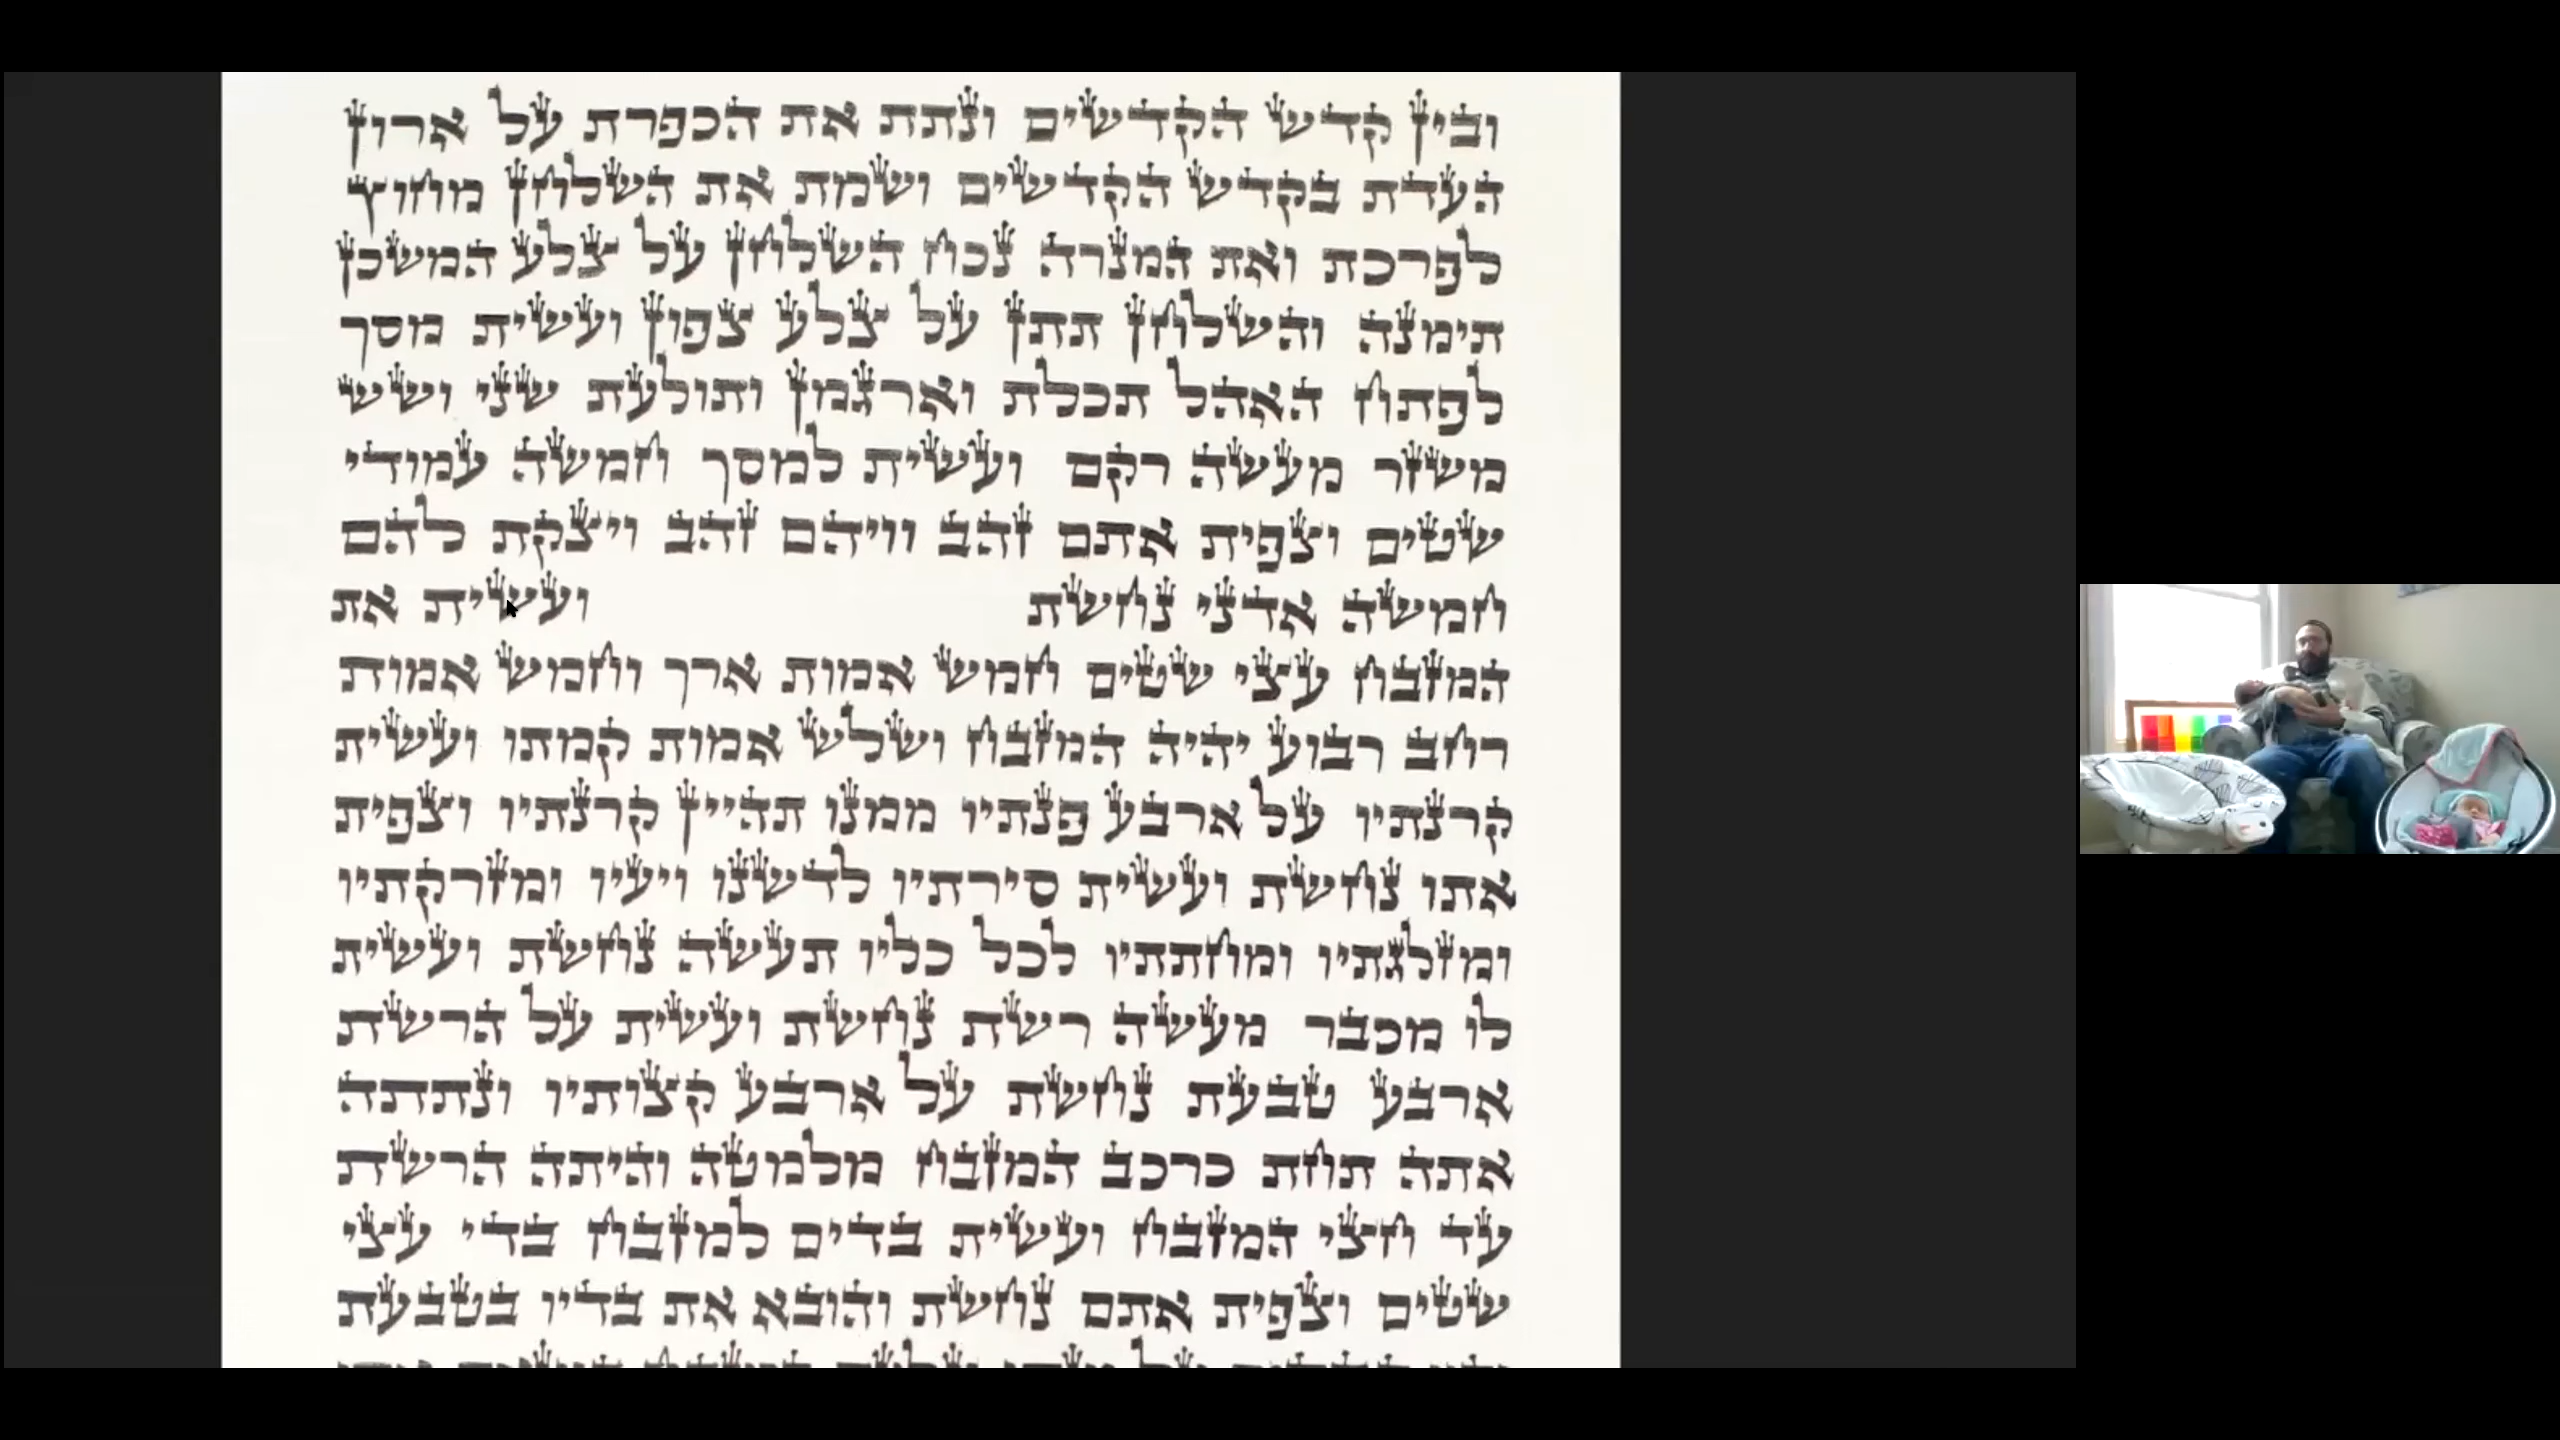 ובין קדש הקדשים ונתת את הכפרת על ארון
העדת בקדש הקדשים ושמת את השלחן מחוץ
לפרכת ואת המנרה נכח השלחן על צלע המשכן
תימנה והשלחן תתן על צלע צפון ועשית מסך
לפתח האהל תכלת וארגמן ותולעת שני ושש
משזר מעשה רקם ועשית למסך חמשה עמודי
שטים וצפית אתם זהב וויהם זהב ויצקת להם
חמשה אדני נחשת ועשית את
המזבח עצי שטים חמש אמות ארך וחמש אמות
רחב רבוע יהיה המזבח ושלש אמות קמתו ועשית
קרנתיו על ארבע פנתיו ממנו תהיין קרנתיו וצפית
אתו נחשת ועשית סירתיו לדשנו ויעיו ומזרקתיו
ומזלגתיו ומחתתיו לכל כליו תעשה נחשת ועשית
לו מכבר מעשה רשת נחשת ועשית על הרשת
ארבע טבעת נחשת על ארבע קצותיו ונתתה
אתה תחת כרכב המזבח מלמטה והיתה הרשת
עד חצי המזבח ועשית בדים למזבח בדי עצי
שטים וצפית אתם נחשת והובא את בדיו בטבעת